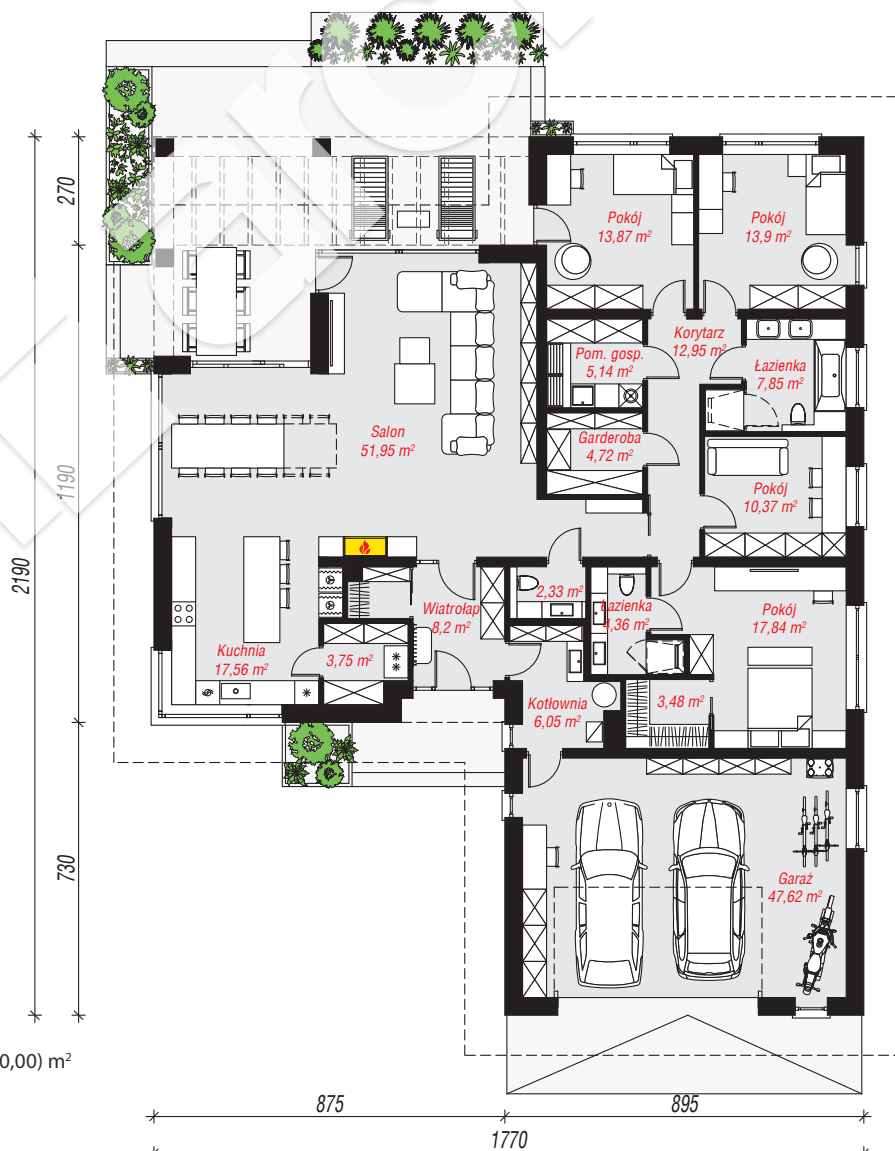 270
1190
2190
730
Pokój
13,87 m²
Pokój
13,9 m²
Korytarz
12,95 m²
Pom. gosp.
5,14 m²
Łazienka
7,85 m²
Salon
51,95 m²
Garderoba
4,72 m²
Pokój
10,37 m²
2,33 m²
Łazienka
4,36 m²
Wiatrołap
8,2 m²
Pokój
17,84 m²
Kuchnia
17,56 m²
3,75 m²
Kotłownia
6,05 m²
3,48 m²
Garaż
47,62 m²
0,00) m²
875
895
1770